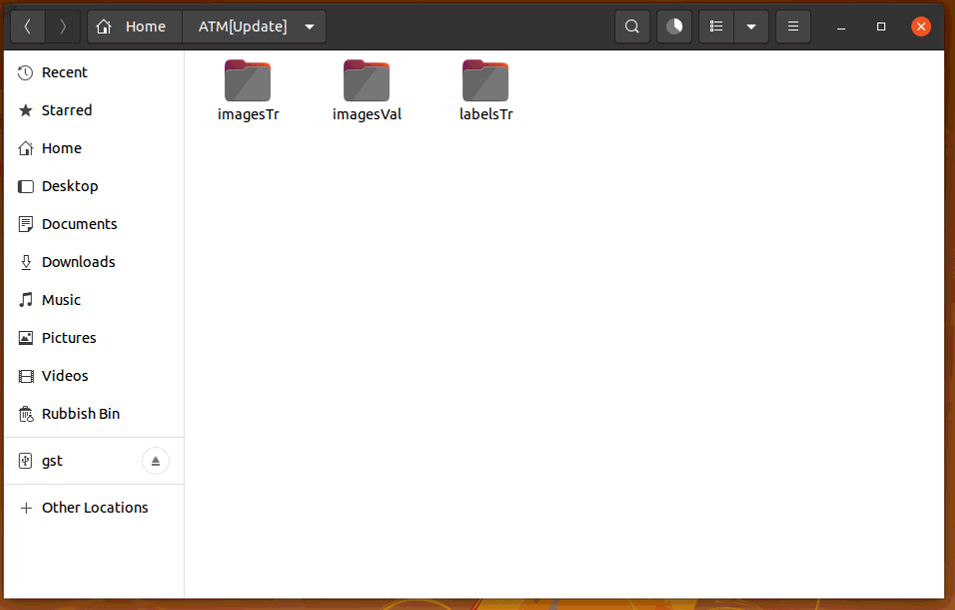 Home ATM[Update]
Recent
Starred
Home
Desktop
Documents
Downloads
Music
Pictures
Videos
Rubbish Bin
gst
Other Locations
imagesTr imagesVal labelsTr